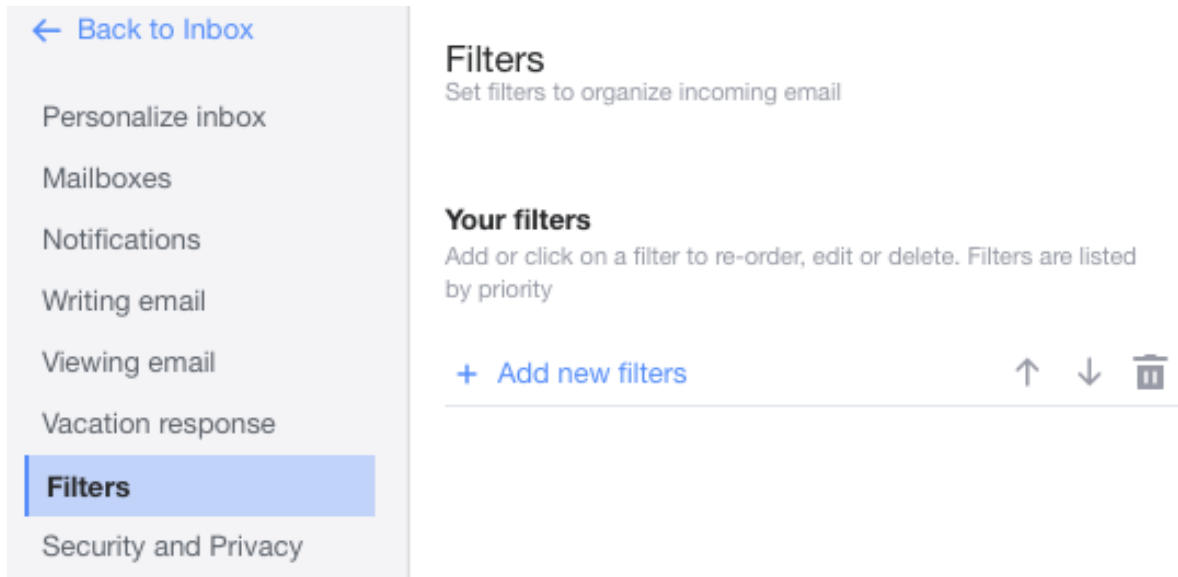 ← Back to Inbox
Personalize inbox
Mailboxes
Notifications
Writing email
Viewing email
Vacation response
Filters
Security and Privacy
Filters
Set filters to organize incoming email
Your filters
Add or click on a filter to re-order, edit or delete. Filters are listed
by priority
+ Add new filters